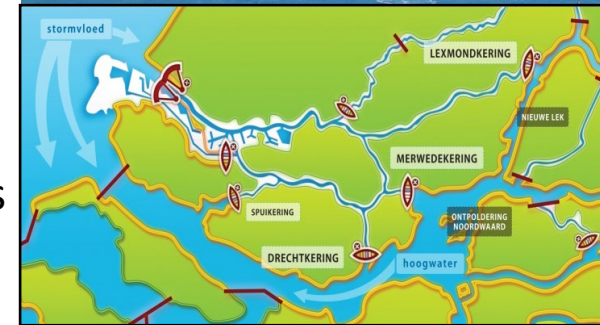 stormvloed
LEXMONDKERING
NIEUWE LEK
MERWEDEKERING
SPUIKERING
ONTPOLDERING
NOORDWAARD
DRECHTKERING
hoogwater
s